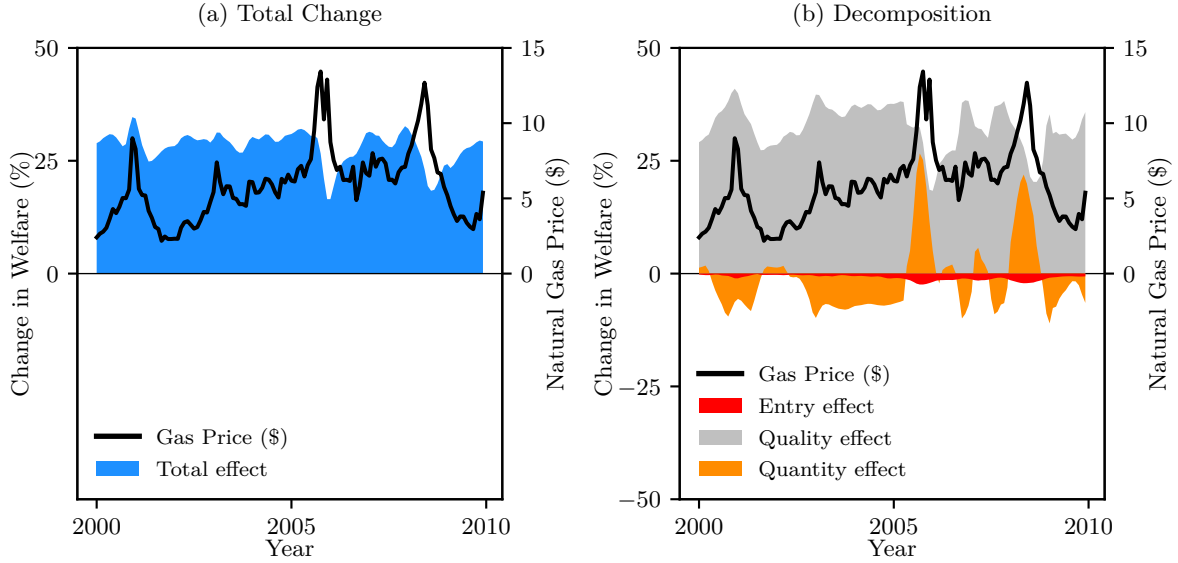 (a) Total Change
50
25
0
Change in Welfare (%)
15
10
5
0
Natural Gas Price ($)
Gas Price ($)
Total effect
2000
2005
2010
Year
(b) Decomposition
50
25
0
−25
−50
Change in Welfare (%)
15
10
5
0
Natural Gas Price ($)
Gas Price ($)
Entry effect
Quality effect
Quantity effect
2000
2005
2010
Year